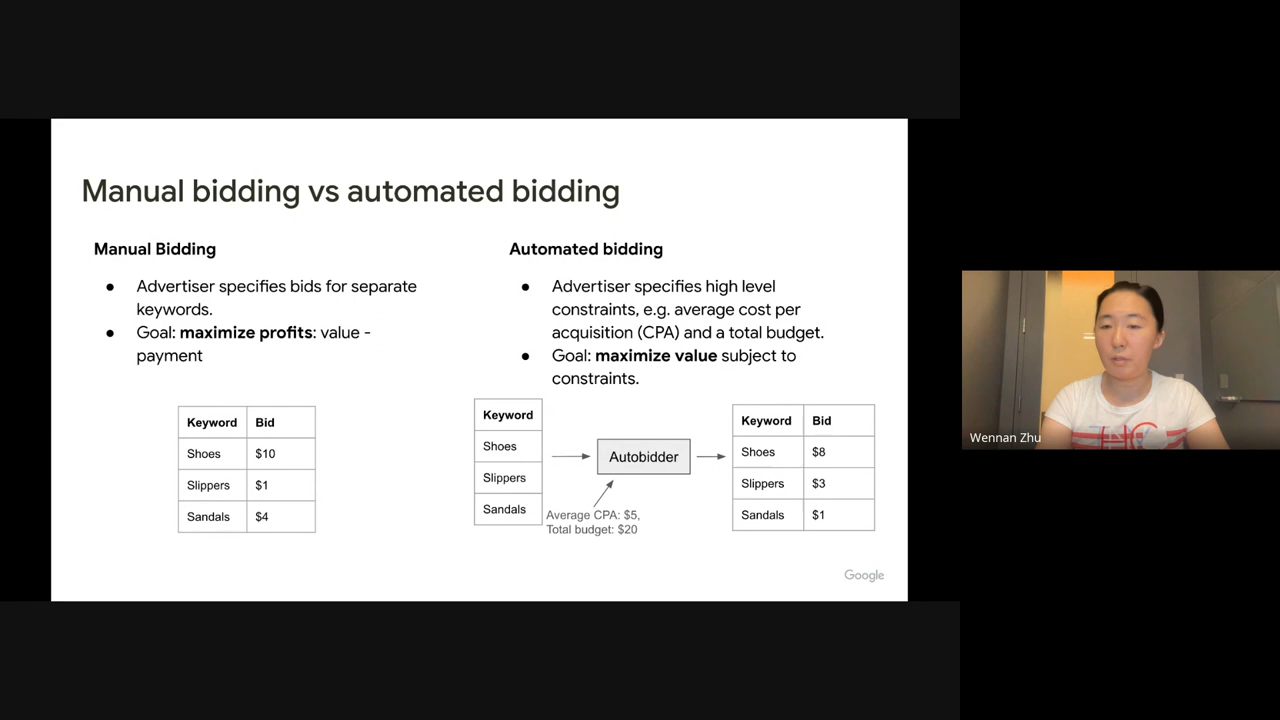 Manual bidding vs automated bidding
Manual Bidding
● Advertiser specifies bids for separate
keywords.
● Goal: maximize profits: value -
payment
Keyword Bid
Shoes $10
Slippers $1
Sandals $4
Automated bidding
● Advertiser specifies high level
constraints, e.g. average cost per
acquisition (CPA) and a total budget.
● Goal: maximize value subject to
constraints.
Keyword
Shoes
Slippers
Sandals
Autobidder
Average CPA: $5,
Total budget: $20
Keyword Bid
Shoes $8
Slippers $3
Sandals $1
Google
Wennan Zhu